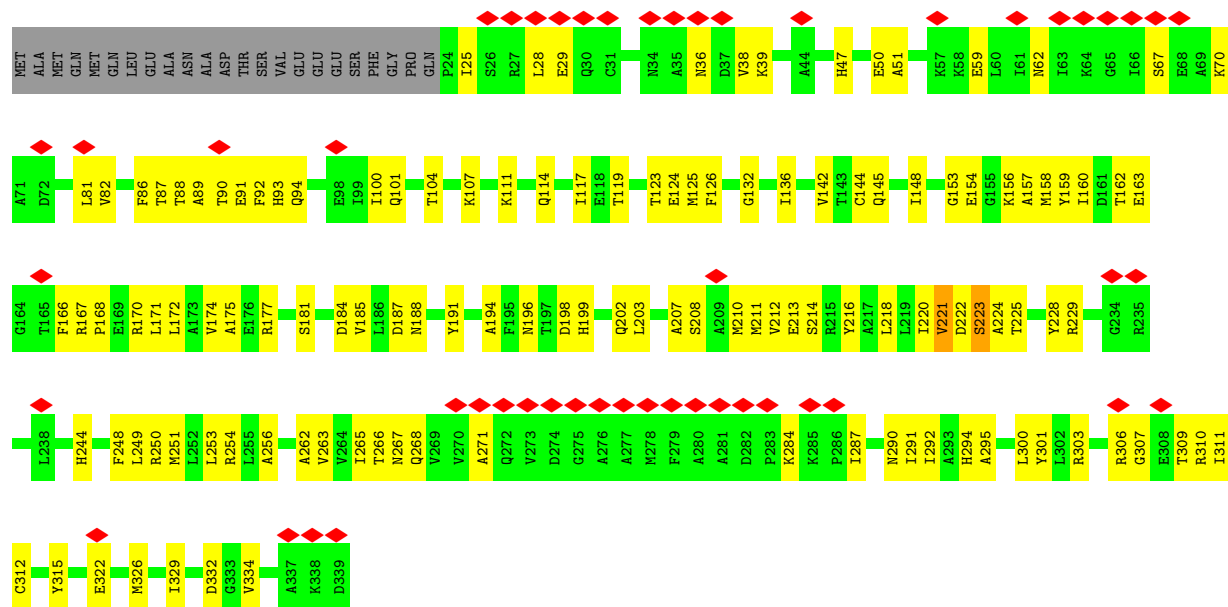 MET ALA MET GLN MET GLN LEU GLU ALA ASN ALA ASP THR SER VAL GLU GLU GLU SER PHE GLY PRO GLN P24 I25 S26 R27 L28 E29 Q30 C31 N34 A35 N36 D37 V38 K39 A44 H47 E50 A51 K57 K58 E59 L60 I61 N62 I63 K64 G65 I66 S67 E68 A69 K70
A71 D72 L81 V82 F86 T87 T88 A89 T90 E91 F92 H93 Q94 E98 I99 I100 Q101 T104 K107 K111 Q114 I117 E118 T119 T123 E124 M125 F126 G132 I136 V142 T143 C144 Q145 I148 G153 E154 G155 K156 A157 M158 Y159 I160 D161 T162 E163
G164 T165 F166 R167 P168 E169 R170 L171 L172 A173 V174 A175 E176 R177 S181 D184 V185 L186 D187 N188 Y191 A194 F195 N196 T197 D198 H199 Q202 L203 A207 S208 A209 M210 M211 V212 E213 S214 R215 Y216 A217 L218 L219 I220 V221 D222 S223 A224 T225 Y228 R229 G234 R235
L238 H244 F248 L249 R250 M251 L252 L253 R254 L255 A256 A262 V263 V264 I265 T266 N267 Q268 V269 V270 A271 Q272 V273 D274 G275 A276 A277 M278 F279 A280 A281 D282 P283 K284 K285 P286 I287 N290 I291 I292 A293 H294 A295 L300 Y301 L302 R303 R306 G307 E308 T309 R310 I311
C312 Y315 E322 M326 I329 D332 G333 V334 A337 K338 D339